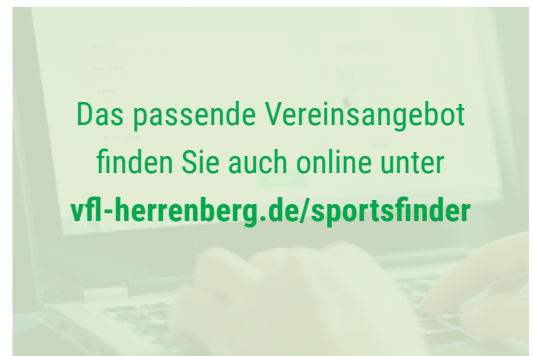 Das passende Vereinsangebot
finden Sie auch online unter
vfl-herrenberg.de/sportsfinder